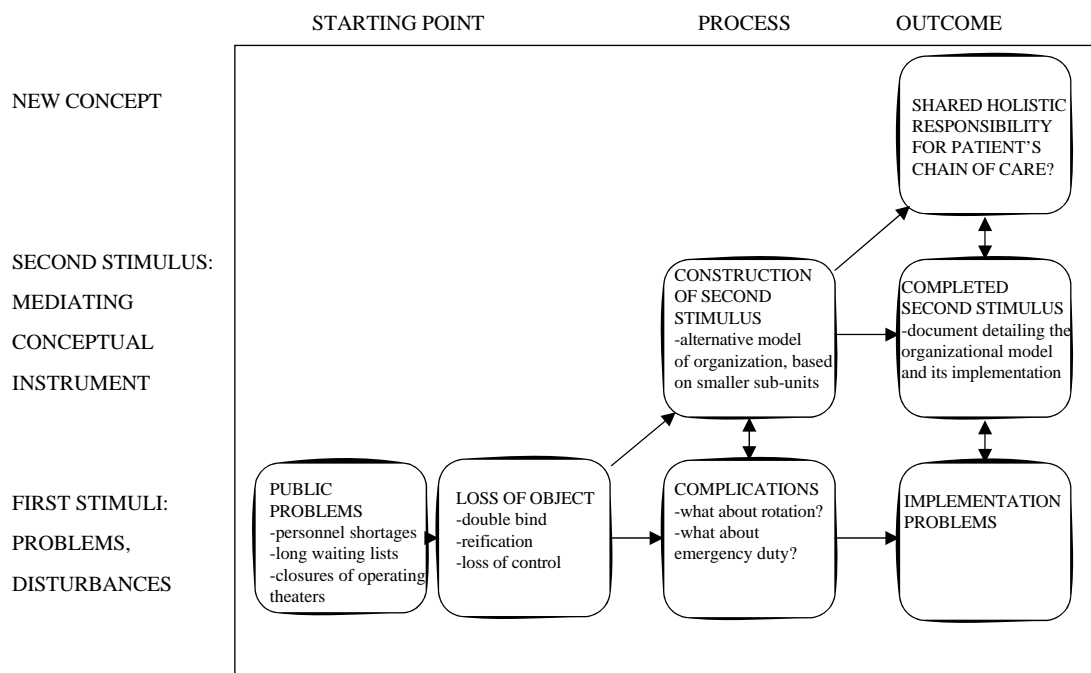 STARTING POINT
PROCESS
OUTCOME
NEW CONCEPT
SHARED HOLISTIC
RESPONSIBILITY
FOR PATIENT'S
CHAIN OF CARE?
SECOND STIMULUS:
MEDIATING
CONCEPTUAL
INSTRUMENT
CONSTRUCTION
OF SECOND
STIMULUS
-alternative model
of organization, based
on smaller sub-units
COMPLETED
SECOND STIMULUS
-document detailing the
organizational model
and its implementation
FIRST STIMULI:
PROBLEMS,
DISTURBANCES
PUBLIC
PROBLEMS
-personnel shortages
-long waiting lists
-closures of operating
theaters
LOSS OF OBJECT
-double bind
-reification
-loss of control
COMPLICATIONS
-what about rotation?
-what about
emergency duty?
IMPLEMENTATION
PROBLEMS